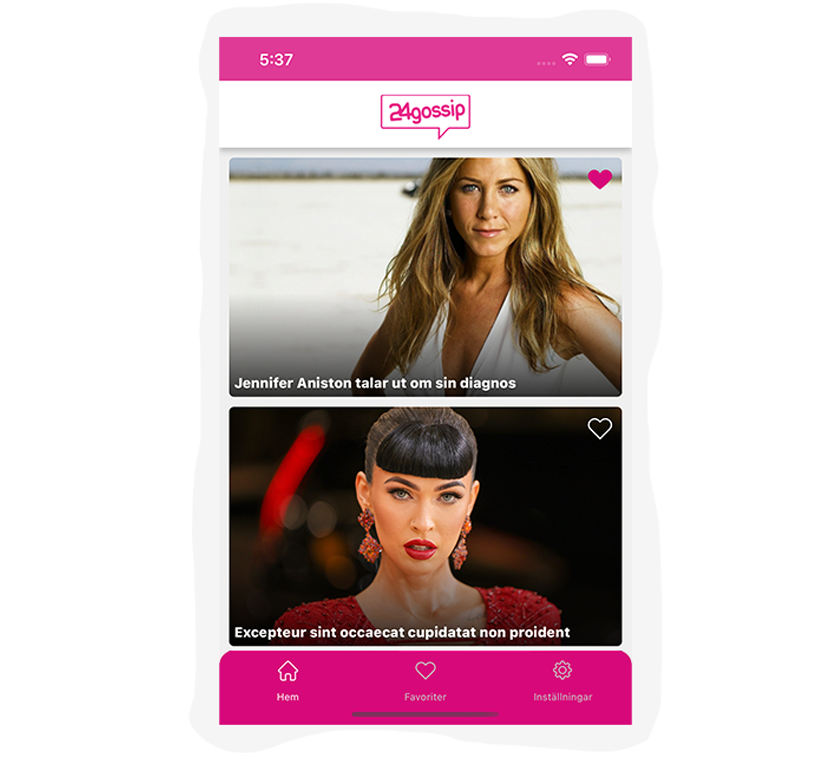 5:37
24gossip
Jennifer Aniston talar ut om sin diagnos
Excepteur sint occaecat cupidatat non proident
Hem Favoriter Inställningar